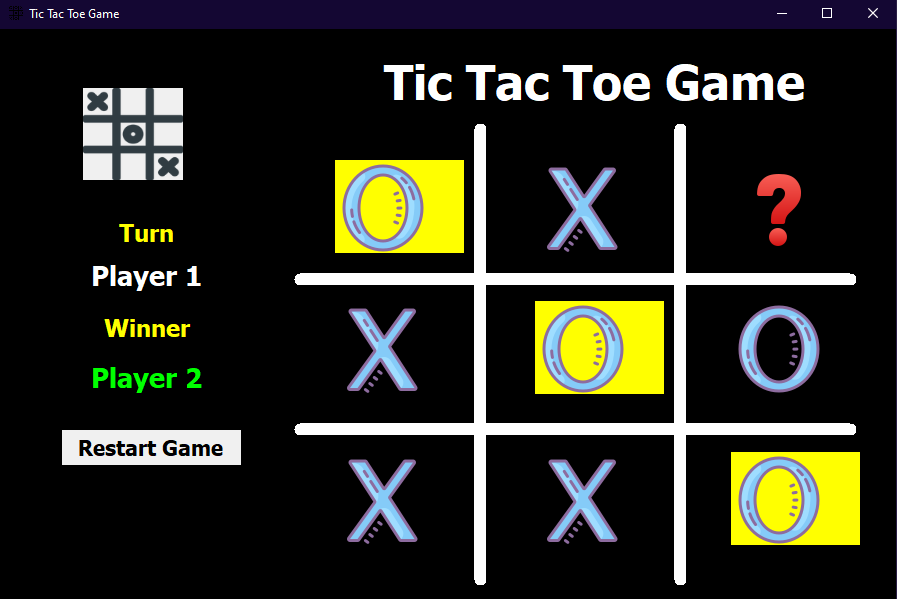 Tic Tac Toe Game
Tic Tac Toe Game
Turn
Player 1
Winner
Player 2
Restart Game
O X ?
X O O
X X O